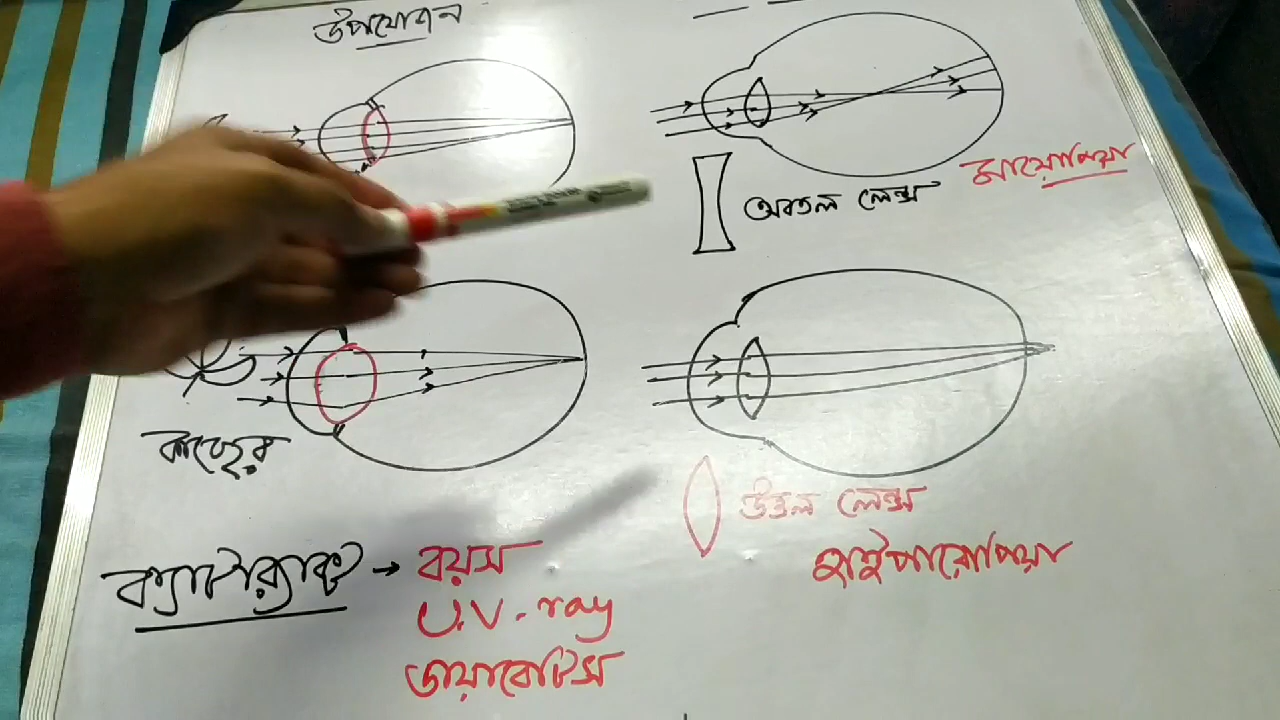 উপযোজন
অবতল লেন্স
মায়োপিয়া
কাছের
উত্তল লেন্স
হাইপারোপিয়া
ক্যাটার‍্যাক্ট → বয়স
U.V. ray
ডায়াবেটিস